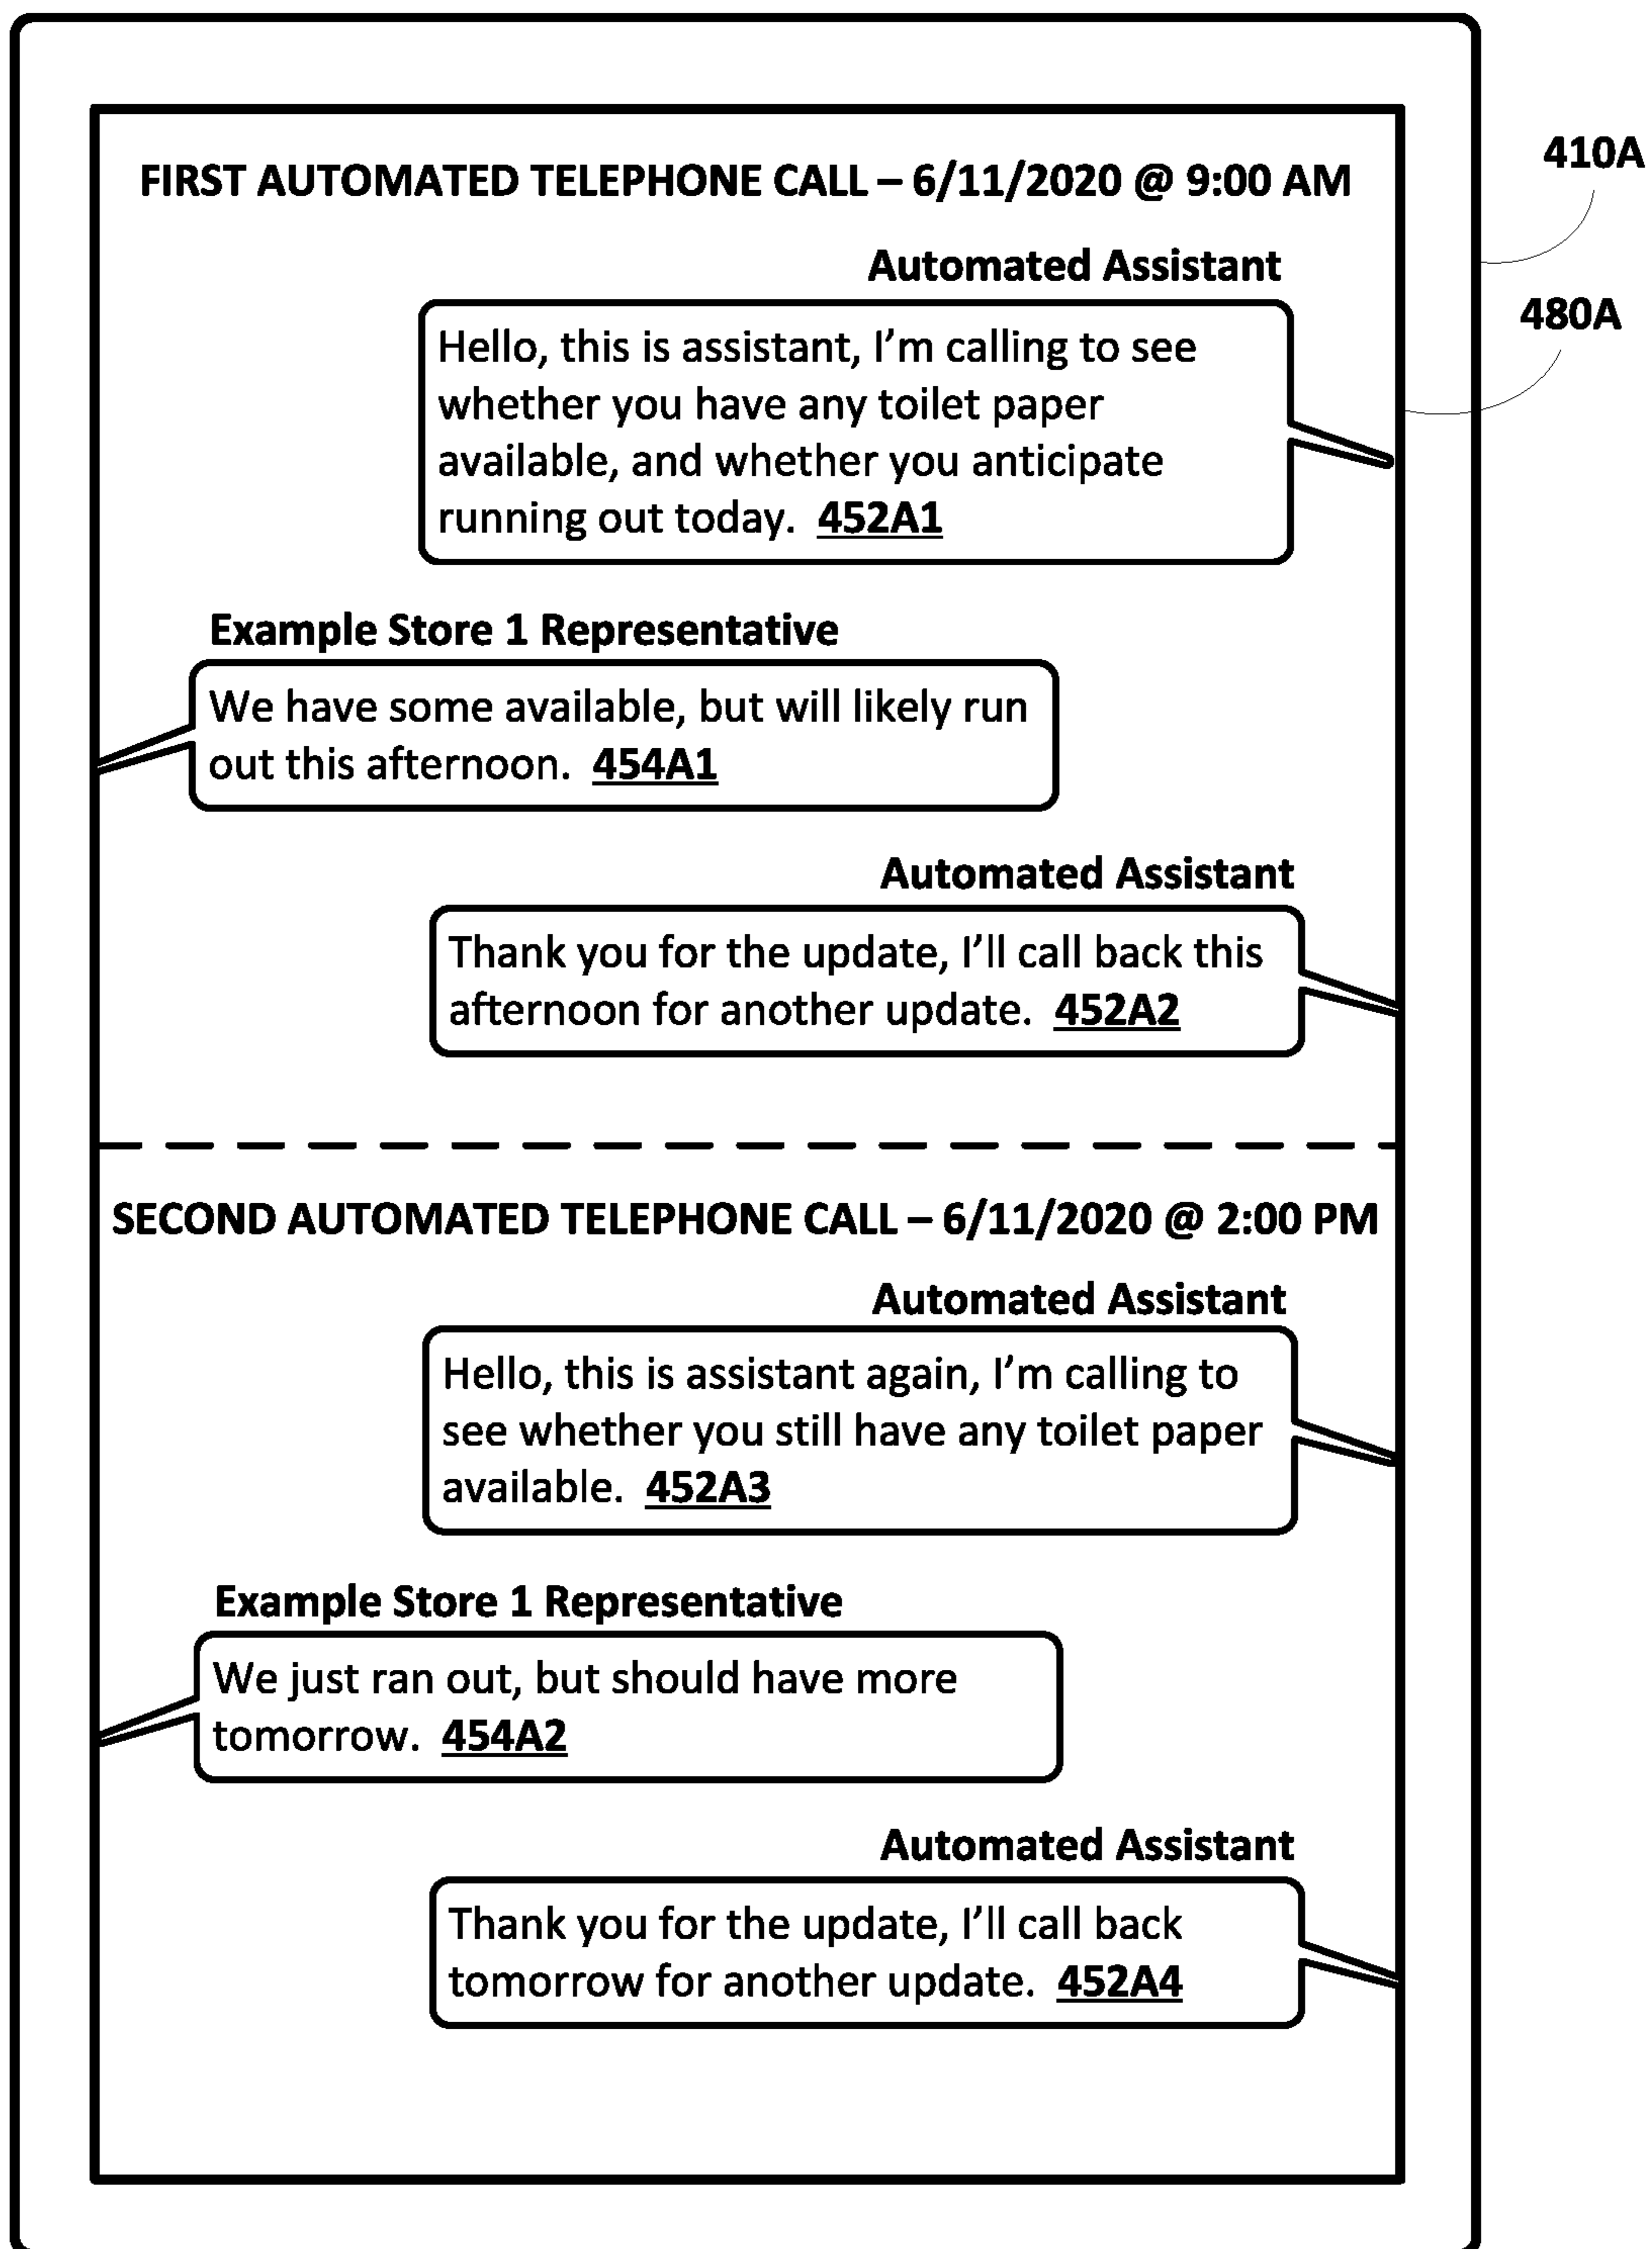 FIRST AUTOMATED TELEPHONE CALL – 6/11/2020 @ 9:00 AM
410A
Automated Assistant
480A
Hello, this is assistant, I'm calling to see
whether you have any toilet paper
available, and whether you anticipate
running out today. 452A1
Example Store 1 Representative
We have some available, but will likely run
out this afternoon. 454A1
Automated Assistant
Thank you for the update, I'll call back this
afternoon for another update. 452A2
SECOND AUTOMATED TELEPHONE CALL – 6/11/2020 @ 2:00 PM
Automated Assistant
Hello, this is assistant again, I'm calling to
see whether you still have any toilet paper
available. 452A3
Example Store 1 Representative
We just ran out, but should have more
tomorrow. 454A2
Automated Assistant
Thank you for the update, I'll call back
tomorrow for another update. 452A4